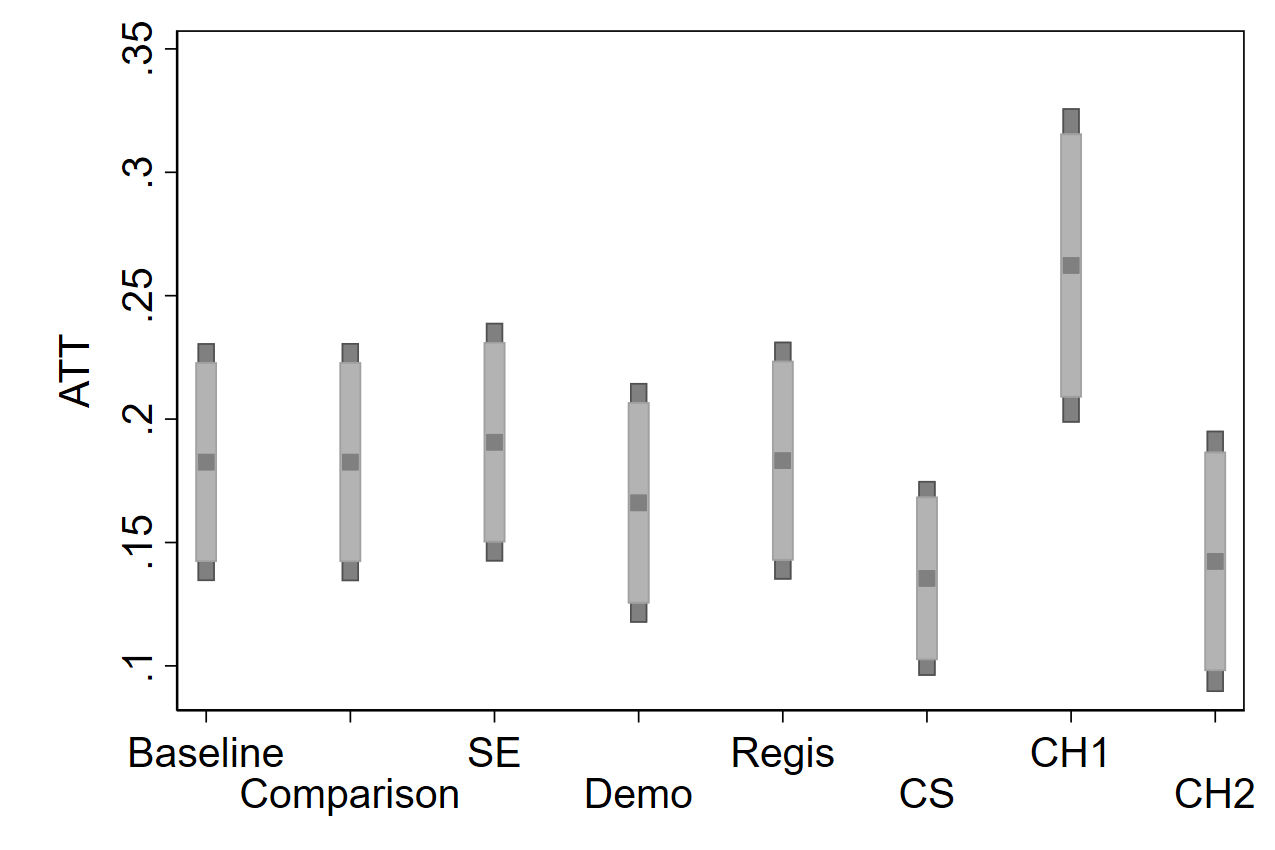 ATT
.35
.3
.25
.2
.15
.1
Baseline
Comparison
SE
Demo
Regis
CS
CH1
CH2